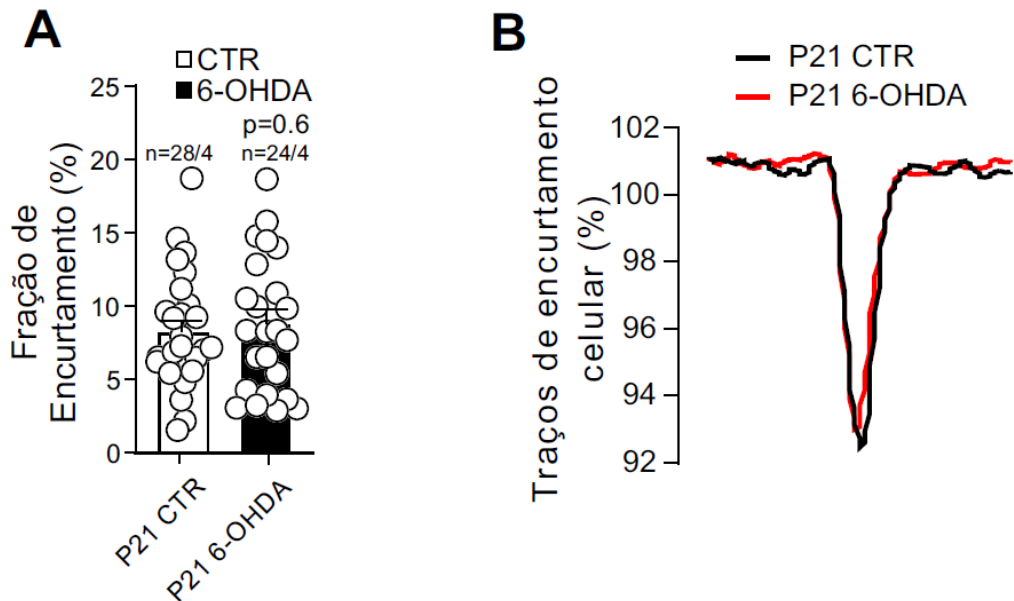 A
CTR
6-OHDA
p=0.6
n=28/4
n=24/4
Fração de
Encurtamento (%)
25
20
15
10
5
0
P21 CTR
P21 6-OHDA
B
P21 CTR
P21 6-OHDA
Traços de encurtamento
celular (%)
102
100
98
96
94
92